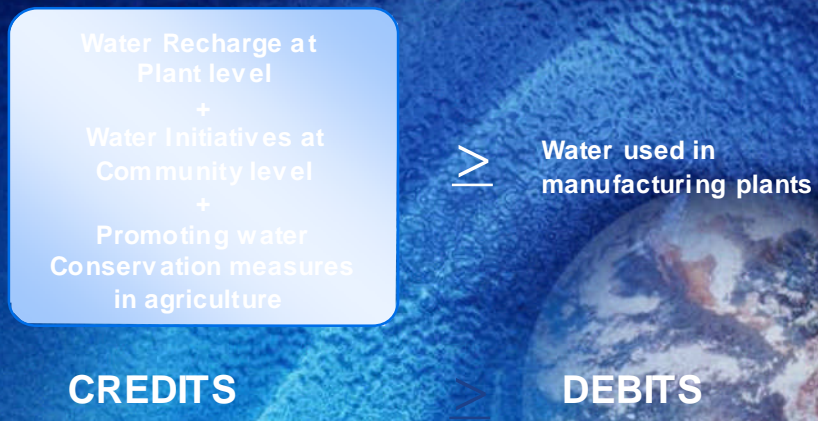 Water Recharge at
Plant level
+
Water Initiatives at
Community level
+
Promoting water
Conservation measures
in agriculture
≥
Water used in
manufacturing plants
CREDITS
≥
DEBITS